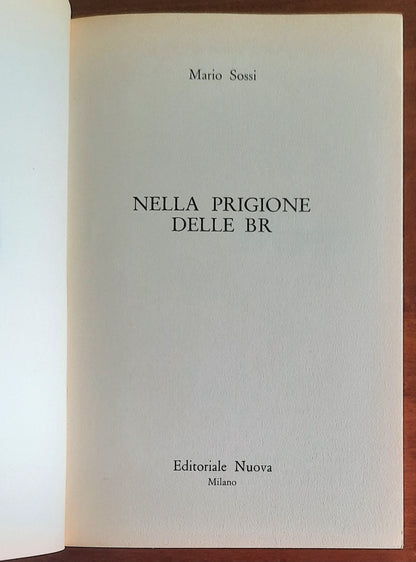 Mario Sossi
NELLA PRIGIONE
DELLE BR
Editoriale Nuova
Milano